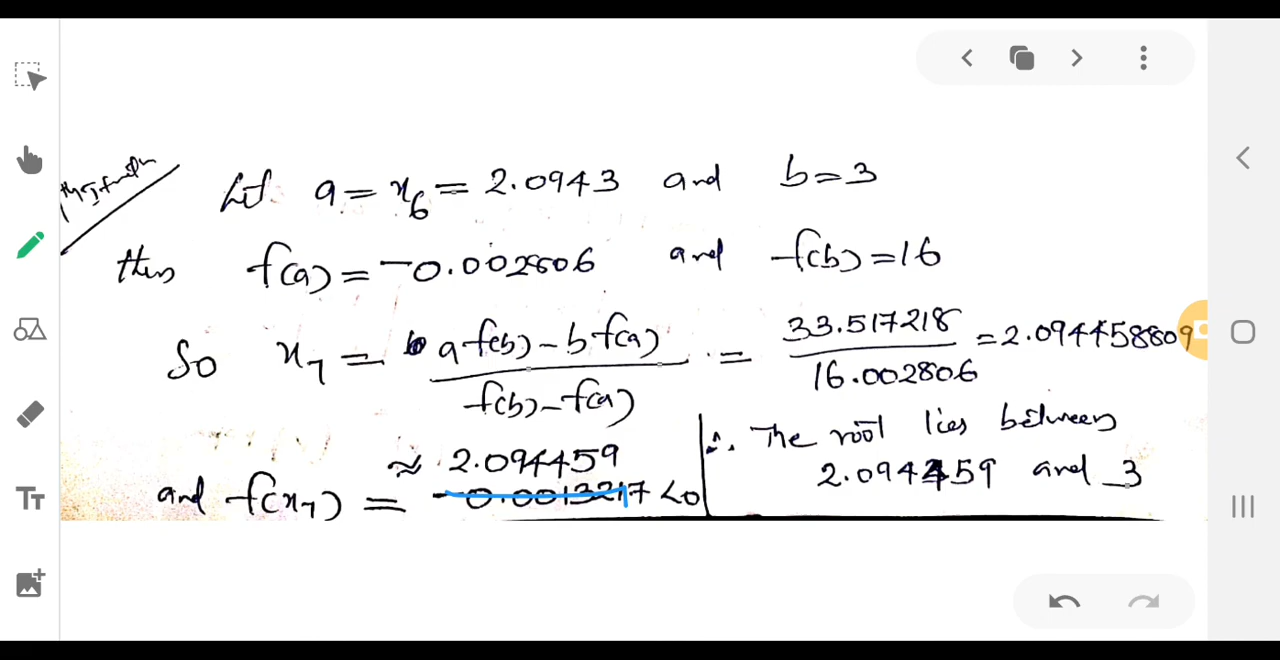 Let a = x₆ = 2.0943 and b = 3
then f(a) = -0.002806 and f(b) = 16
So x₇ = a f(b) - b f(a) / f(b) - f(a) = 33.517218 / 16.002806 = 2.094458809
≈ 2.094459
and f(x₇) = -0.0013217 < 0
∴ The root lies between
2.094459 and 3